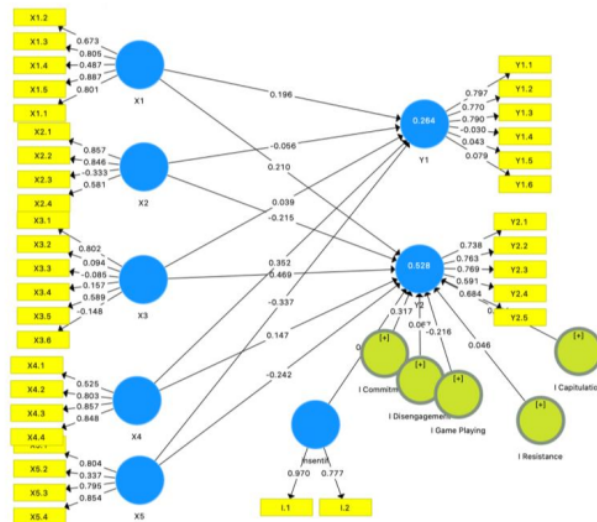 X1.2
X1.3
X1.4
X1.5
X1.1
0.673
0.805
0.487
0.887
0.801
X1
X2.1
X2.2
X2.3
X2.4
0.857
0.846
-0.333
0.581
X2
X3.1
X3.2
X3.3
X3.4
X3.5
X3.6
0.802
0.094
-0.085
0.157
0.589
-0.148
X3
X4.1
X4.2
X4.3
X4.4
0.525
0.803
0.857
0.848
X4
X5.2
X5.3
X5.4
0.804
0.337
0.795
0.854
X5
0.196
-0.056
0.210
0.039
-0.215
0.352
0.469
-0.337
0.147
-0.242
0.264
Y1
0.797
0.770
0.790
-0.030
0.043
0.079
Y1.1
Y1.2
Y1.3
Y1.4
Y1.5
Y1.6
0.528
Y2
0.738
0.763
0.769
0.591
0.684
Y2.1
Y2.2
Y2.3
Y2.4
Y2.5
0.317
-0.216
0.046
[+]
I Commitm
[+]
I Disengagement
[+]
I Game Playing
[+]
I Resistance
[+]
I Capitulation
Insentif
0.970
0.777
I.1
I.2